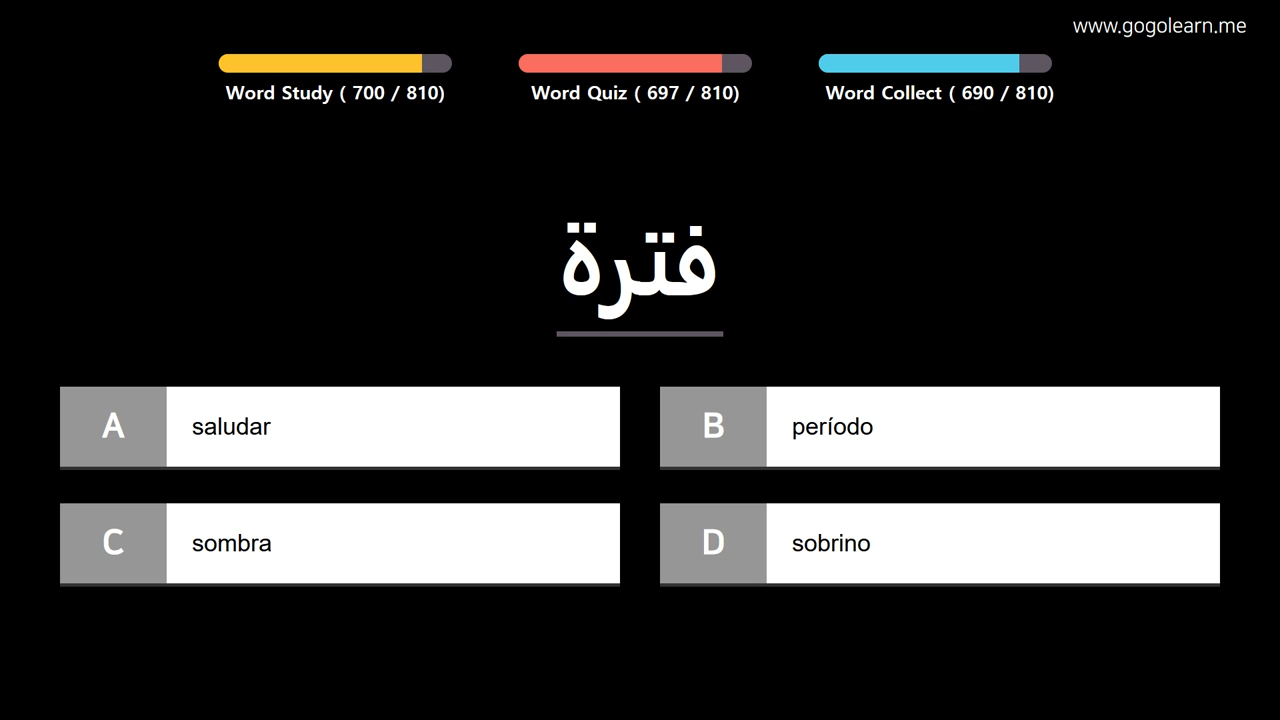 www.gogolearn.me
Word Study ( 700 / 810)
Word Quiz ( 697 / 810)
Word Collect ( 690 / 810)
فترة
A saludar
B período
C sombra
D sobrino